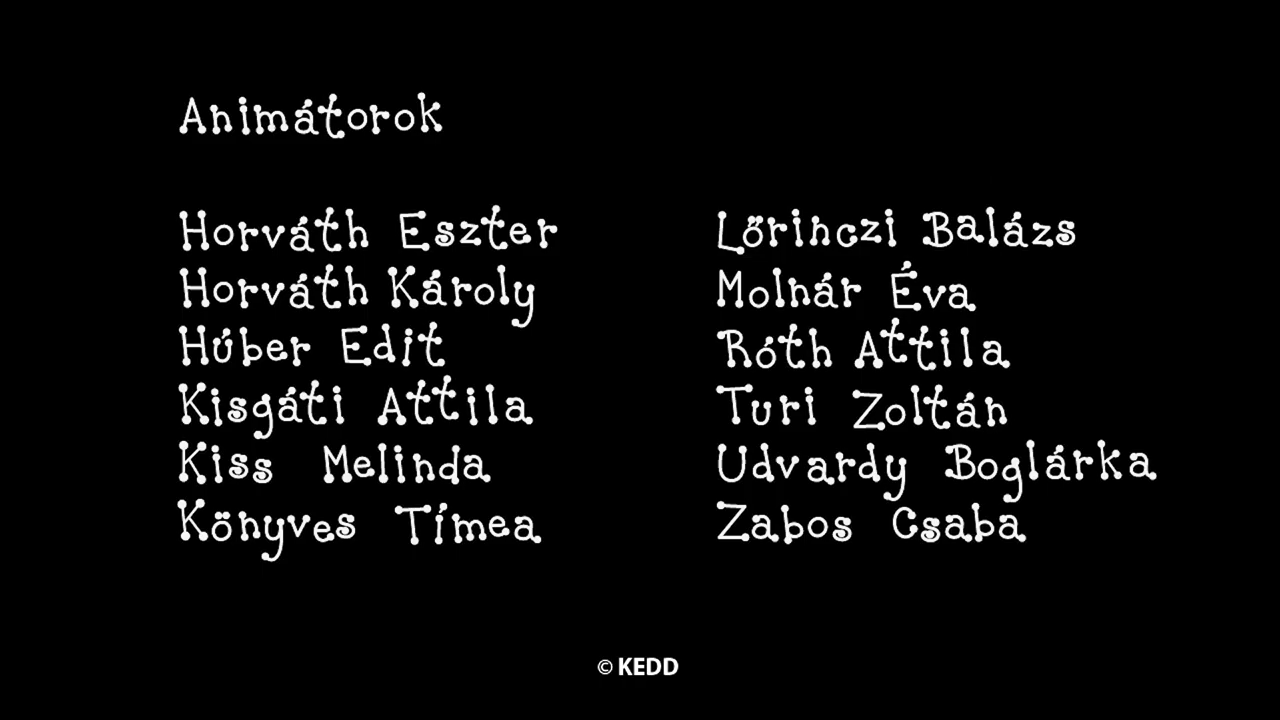 Animátorok
Horváth Eszter
Horváth Károly
Húber Edit
Kisgáti Attila
Kiss Melinda
Könyves Tímea
Lőrinczi Balázs
Molnár Éva
Róth Attila
Turi Zoltán
Udvardy Boglárka
Zabos Csaba
© KEDD